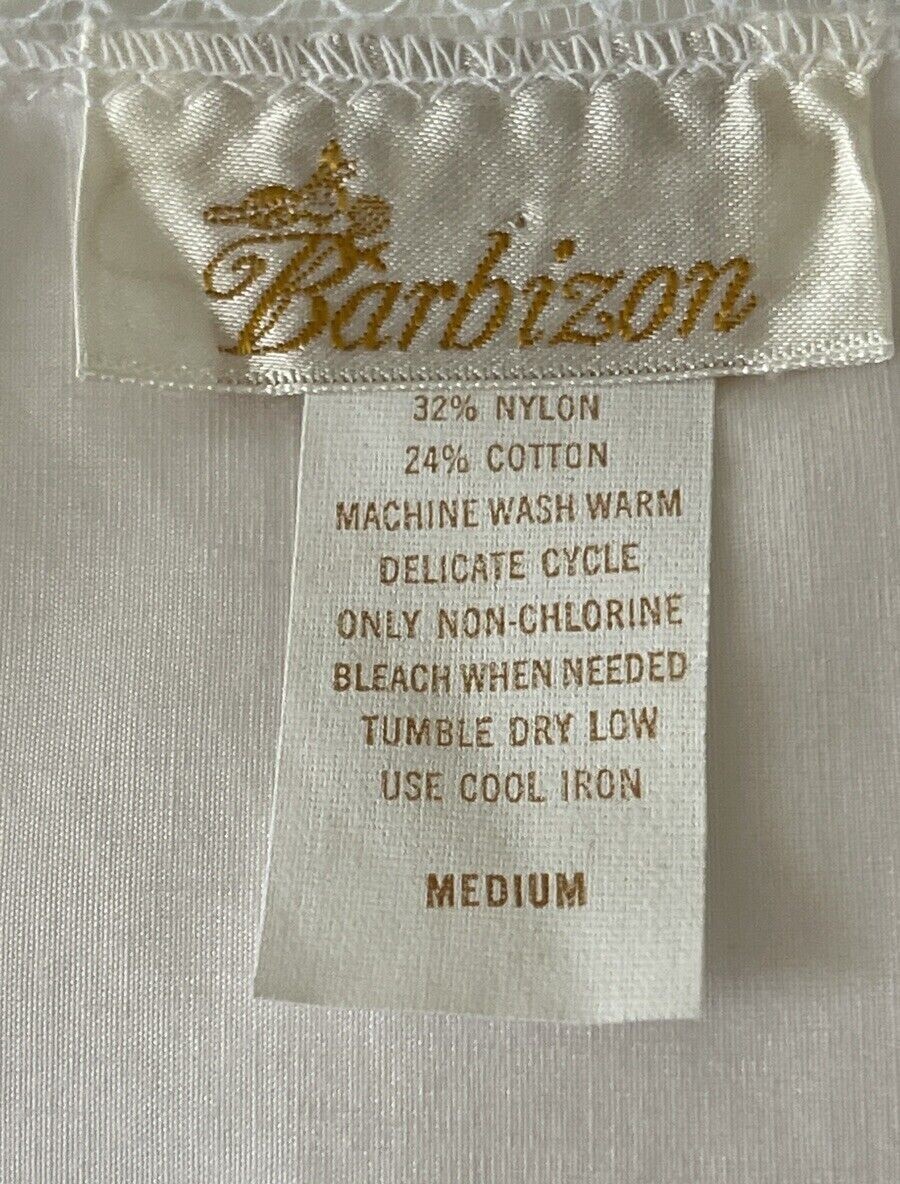 Barbizon
32% NYLON
24% COTTON
MACHINE WASH WARM
DELICATE CYCLE
ONLY NON-CHLORINE
BLEACH WHEN NEEDED
TUMBLE DRY LOW
USE COOL IRON
MEDIUM